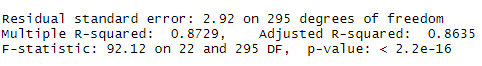 Residual standard error: 2.92 on 295 degrees of freedom
Multiple R-squared:  0.8729,    Adjusted R-squared:  0.8635
F-statistic: 92.12 on 22 and 295 DF,  p-value: < 2.2e-16